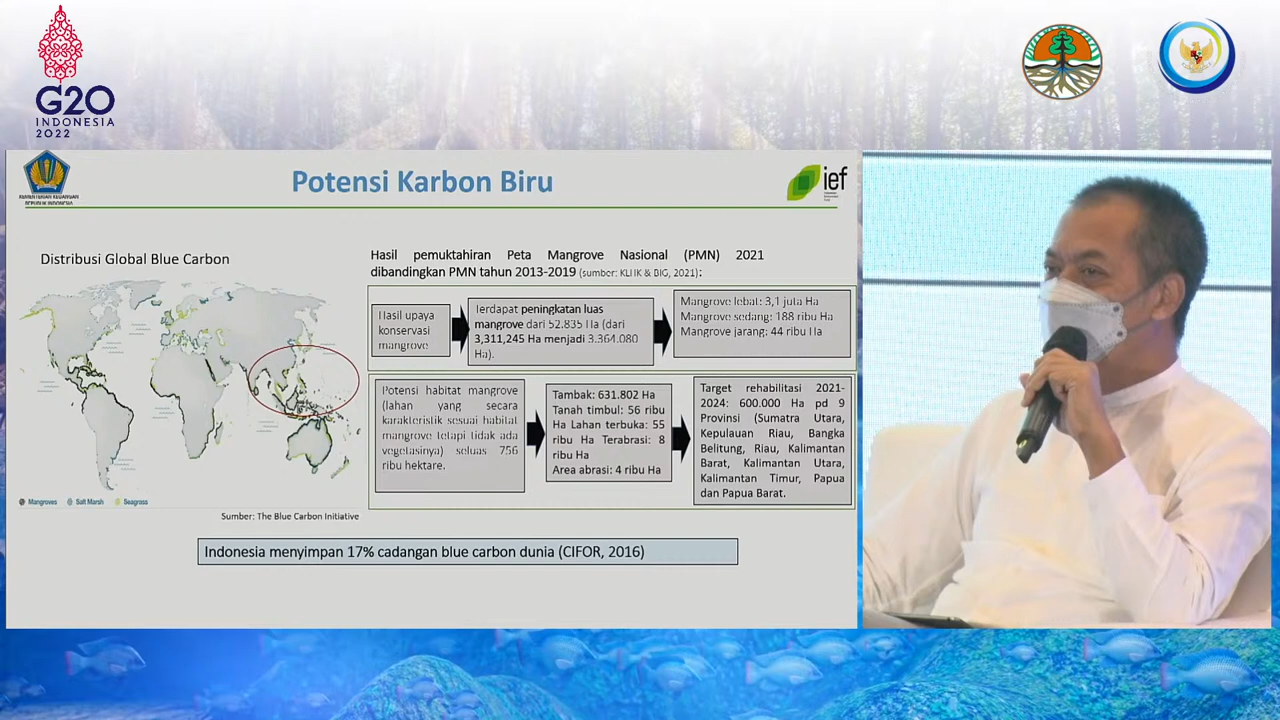 G20
INDONESIA
2022
KEMENTERIAN KEUANGAN
REPUBLIK INDONESIA
Potensi Karbon Biru
ief
Distribusi Global Blue Carbon
Mangroves
Salt Marsh
Seagrass
Sumber: The Blue Carbon Initiative
Hasil pemuktahiran Peta Mangrove Nasional (PMN) 2021
dibandingkan PMN tahun 2013-2019 (sumber: KLHK & BIG, 2021):
Hasil upaya
konservasi
mangrove.
Terdapat peningkatan luas
mangrove dari 52.835 Ha (dari
3,311,245 Ha menjadi 3.364.080
Ha).
Mangrove lebat: 3,1 juta Ha
Mangrove sedang: 188 ribu Ha
Mangrove jarang: 44 ribu Ha
Potensi habitat mangrove
(lahan yang secara
karakteristik sesuai habitat
mangrove tetapi tidak ada
vegetasinya) seluas 756
ribu hektare.
Tambak: 631.802 Ha
Tanah timbul: 56 ribu
Ha Lahan terbuka: 55
ribu Ha Terabrasi: 8
ribu Ha
Area abrasi: 4 ribu Ha
Target rehabilitasi 2021-
2024: 600.000 Ha pd 9
Provinsi (Sumatra Utara,
Kepulauan Riau, Bangka
Belitung, Riau, Kalimantan
Barat, Kalimantan Utara,
Kalimantan Timur, Papua
dan Papua Barat.
Indonesia menyimpan 17% cadangan blue carbon dunia (CIFOR, 2016)